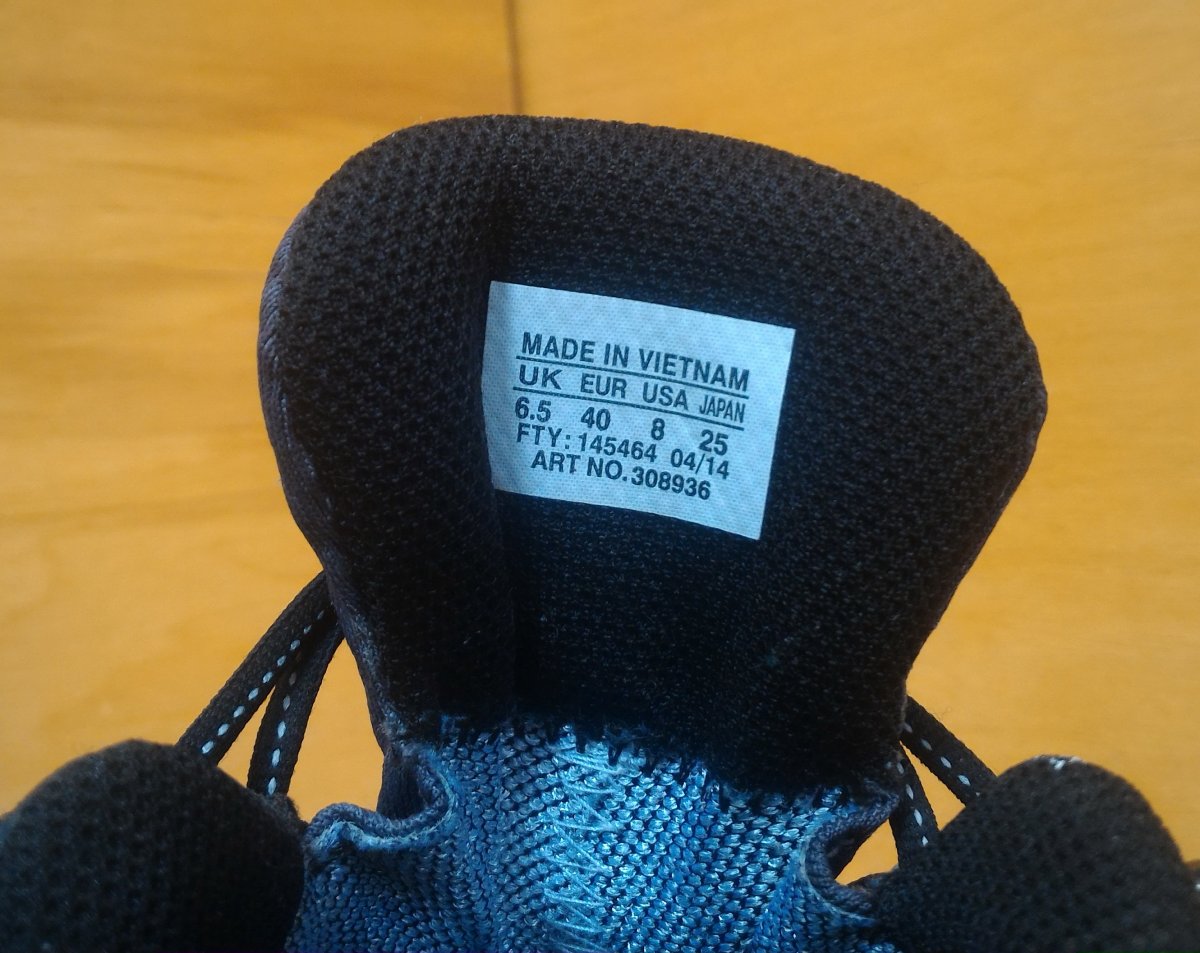 MADE IN VIETNAM
UK EUR USA JAPAN
6.5 40 8 25
FTY: 145464 04/14
ART NO. 308936